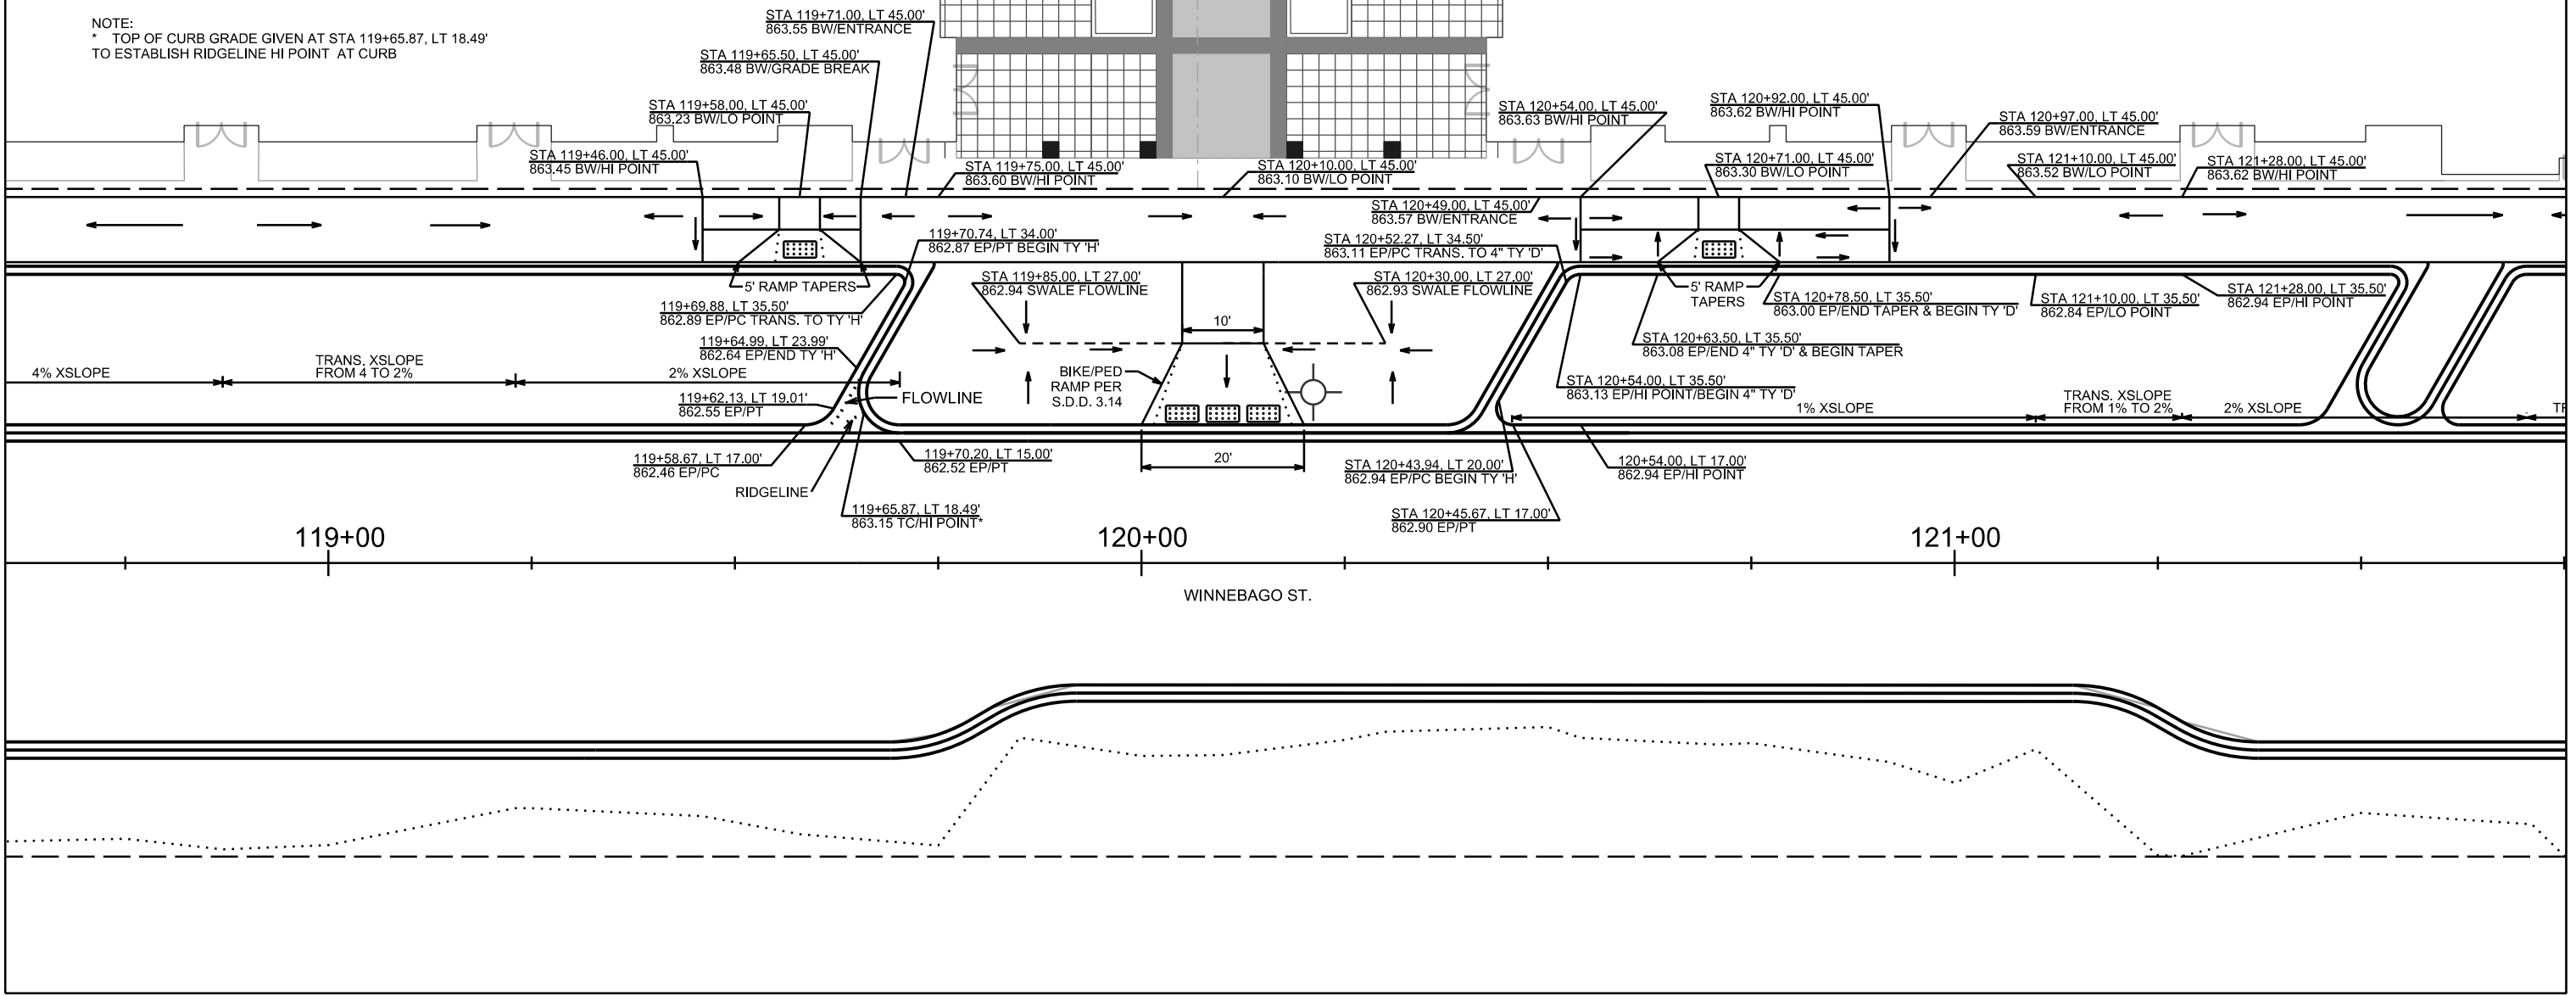 NOTE:
* TOP OF CURB GRADE GIVEN AT STA 119+65.87, LT 18.49'
TO ESTABLISH RIDGELINE HI POINT AT CURB
STA 119+71.00, LT 45.00'
863.55 BW/ENTRANCE
STA 119+65.50, LT 45.00'
863.48 BW/GRADE BREAK
STA 119+58.00, LT 45.00'
863.23 BW/LO POINT
STA 119+46.00, LT 45.00'
863.45 BW/HI POINT
STA 119+75.00, LT 45.00'
863.60 BW/HI POINT
STA 120+10.00, LT 45.00'
863.10 BW/LO POINT
STA 120+54.00, LT 45.00'
863.63 BW/HI POINT
STA 120+92.00, LT 45.00'
863.62 BW/HI POINT
STA 120+97.00, LT 45.00'
863.59 BW/ENTRANCE
STA 120+71.00, LT 45.00'
863.30 BW/LO POINT
STA 121+10.00, LT 45.00'
863.52 BW/LO POINT
STA 121+28.00, LT 45.00'
863.62 BW/HI POINT
STA 120+49.00, LT 45.00'
863.57 BW/ENTRANCE
119+70.74, LT 34.00'
862.87 EP/PT BEGIN TY 'H'
STA 120+52.27, LT 34.50'
863.11 EP/PC TRANS. TO 4" TY 'D'
5' RAMP TAPERS
STA 119+85.00, LT 27.00'
862.94 SWALE FLOWLINE
STA 120+30.00, LT 27.00'
862.93 SWALE FLOWLINE
5' RAMP
TAPERS
STA 120+78.50, LT 35.50'
863.00 EP/END TAPER & BEGIN TY 'D'
STA 121+10.00, LT 35.50'
862.84 EP/LO POINT
STA 121+28.00, LT 35.50'
862.94 EP/HI POINT
119+69.88, LT 35.50'
862.89 EP/PC TRANS. TO TY 'H'
10'
119+64.99, LT 23.99'
862.64 EP/END TY 'H'
STA 120+63.50, LT 35.50'
863.08 EP/END 4" TY 'D' & BEGIN TAPER
4% XSLOPE
TRANS. XSLOPE
FROM 4 TO 2%
2% XSLOPE
BIKE/PED
RAMP PER
S.D.D. 3.14
STA 120+54.00, LT 35.50'
863.13 EP/HI POINT/BEGIN 4" TY 'D'
119+62.13, LT 19.01'
862.55 EP/PT
FLOWLINE
1% XSLOPE
TRANS. XSLOPE
FROM 1% TO 2%
2% XSLOPE
119+58.67, LT 17.00'
862.46 EP/PC
119+70.20, LT 15.00'
862.52 EP/PT
20'
STA 120+43.94, LT 20.00'
862.94 EP/PC BEGIN TY 'H'
120+54.00, LT 17.00'
862.94 EP/HI POINT
RIDGELINE
119+65.87, LT 18.49'
863.15 TC/HI POINT*
STA 120+45.67, LT 17.00'
862.90 EP/PT
119+00
120+00
121+00
WINNEBAGO ST.